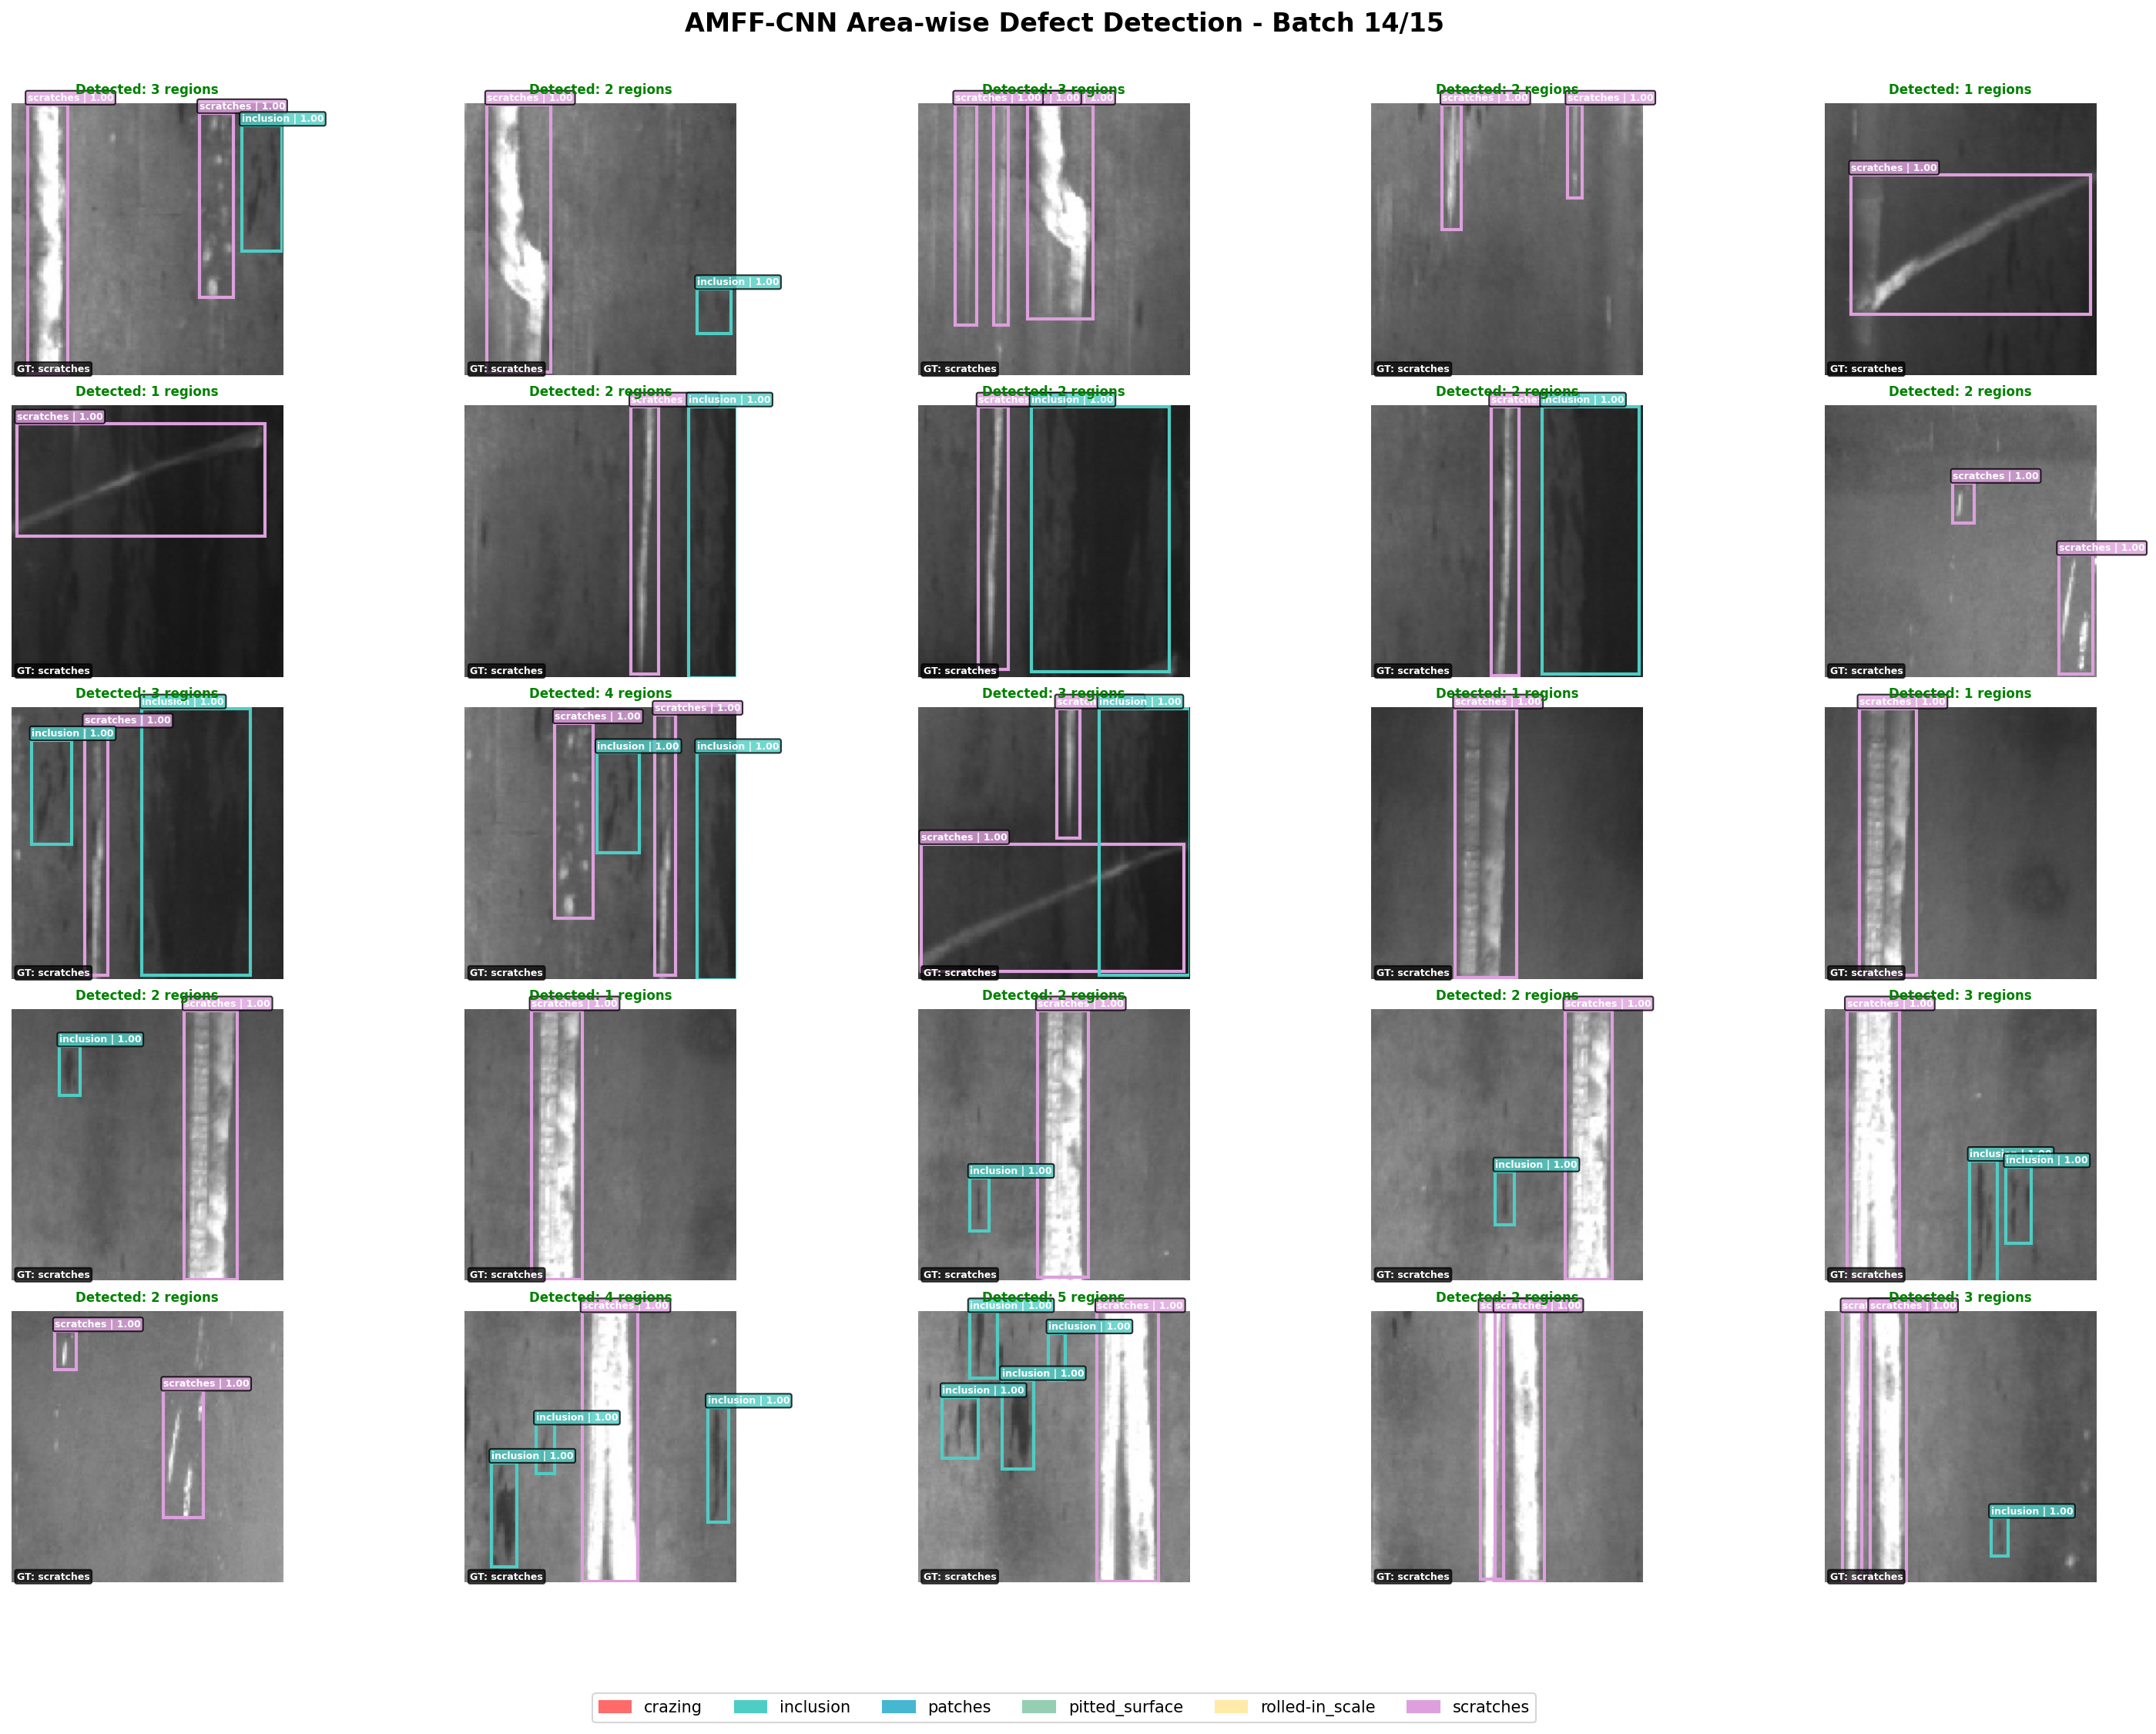 AMFF-CNN Area-wise Defect Detection - Batch 14/15
Detected: 3 regions
scratches | 1.00
scratches | 1.00
inclusion | 1.00
GT: scratches
Detected: 2 regions
scratches | 1.00
inclusion | 1.00
GT: scratches
Detected: 3 regions
scratches | 1.00
| 1.00
| 1.00
GT: scratches
Detected: 2 regions
scratches | 1.00
scratches | 1.00
GT: scratches
Detected: 1 regions
scratches | 1.00
GT: scratches
Detected: 1 regions
scratches | 1.00
GT: scratches
Detected: 2 regions
scratches
inclusion | 1.00
GT: scratches
Detected: 2 regions
scratches
inclusion | 1.00
GT: scratches
Detected: 2 regions
scratches
inclusion | 1.00
GT: scratches
Detected: 2 regions
scratches | 1.00
scratches | 1.00
GT: scratches
Detected: 3 regions
inclusion | 1.00
scratches | 1.00
inclusion | 1.00
GT: scratches
Detected: 4 regions
scratches | 1.00
scratches | 1.00
inclusion | 1.00
inclusion | 1.00
GT: scratches
Detected: 3 regions
inclusion | 1.00
scratches | 1.00
GT: scratches
Detected: 1 regions
scratches | 1.00
GT: scratches
Detected: 1 regions
scratches | 1.00
GT: scratches
Detected: 2 regions
scratches | 1.00
inclusion | 1.00
GT: scratches
Detected: 1 regions
scratches | 1.00
GT: scratches
Detected: 2 regions
scratches | 1.00
inclusion | 1.00
GT: scratches
Detected: 2 regions
scratches | 1.00
inclusion | 1.00
GT: scratches
Detected: 3 regions
scratches | 1.00
inclusion | 1.00
GT: scratches
Detected: 2 regions
scratches | 1.00
scratches | 1.00
GT: scratches
Detected: 4 regions
scratches | 1.00
inclusion | 1.00
inclusion | 1.00
inclusion | 1.00
GT: scratches
Detected: 5 regions
inclusion | 1.00
scratches | 1.00
inclusion | 1.00
inclusion | 1.00
inclusion | 1.00
GT: scratches
Detected: 2 regions
scratches | 1.00
GT: scratches
Detected: 3 regions
scratches | 1.00
inclusion | 1.00
GT: scratches
crazing
inclusion
patches
pitted_surface
rolled-in_scale
scratches